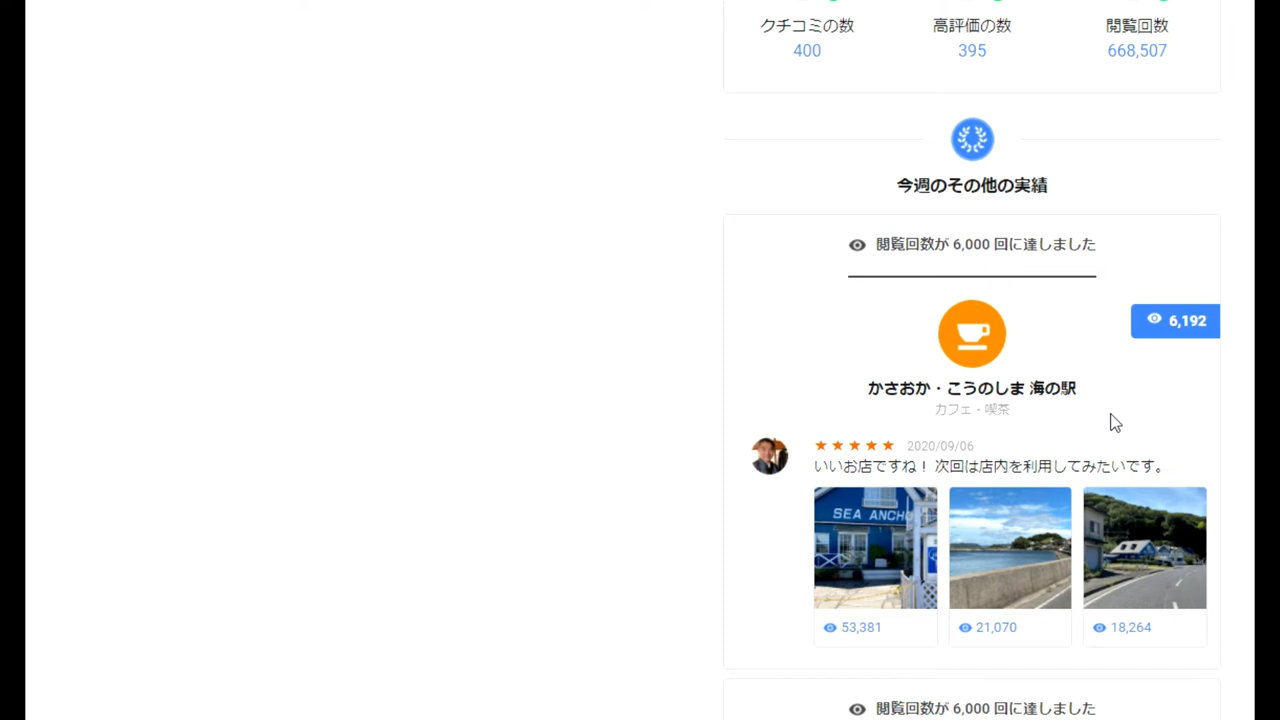 クチコミの数 高評価の数 閲覧回数
400 395 668,507
今週のその他の実績
閲覧回数が 6,000 回に達しました
6,192
かさおか・こうのしま 海の駅
カフェ・喫茶
★★★★★ 2020/09/06
いいお店ですね！ 次回は店内を利用してみたいです。
SEA ANCHO
53,381 21,070 18,264
閲覧回数が 6,000 回に達しました